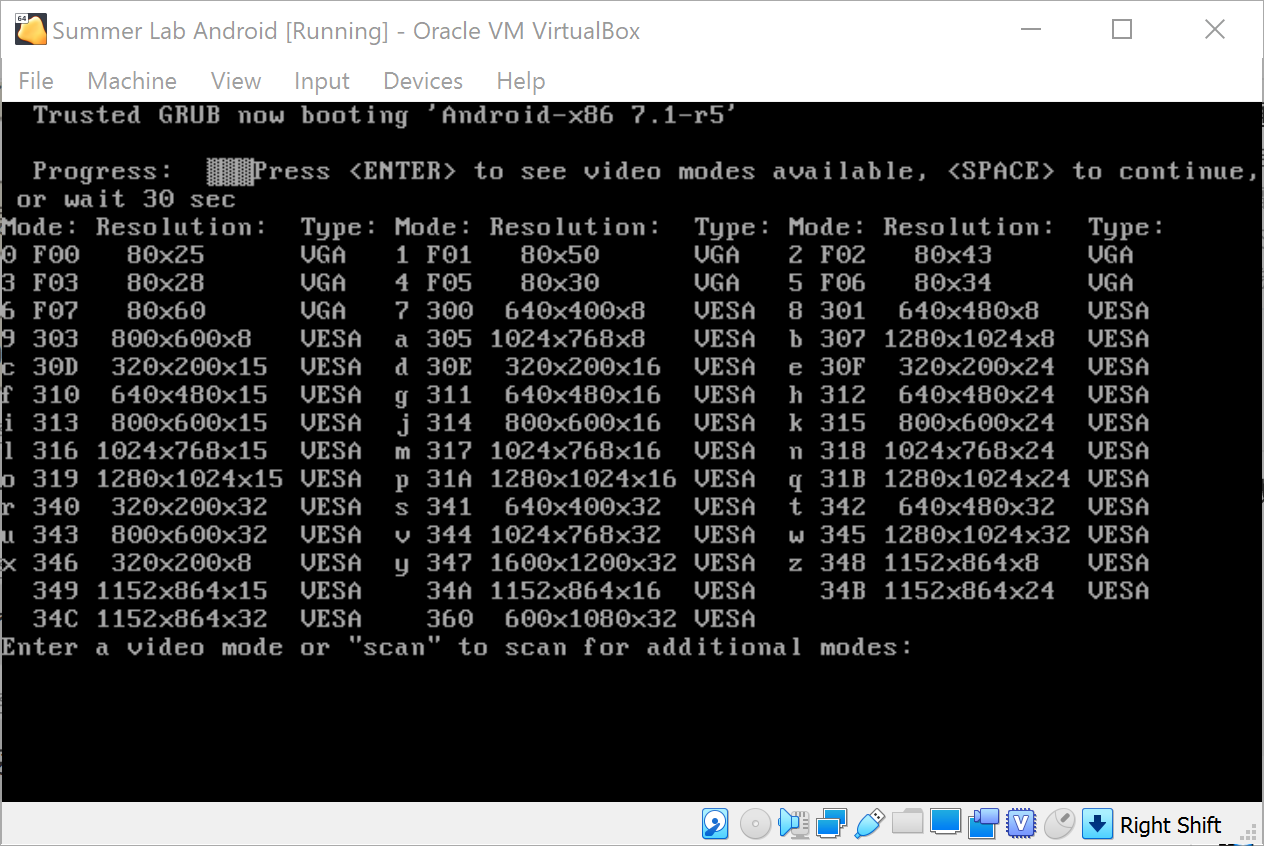 64 Summer Lab Android [Running] - Oracle VM VirtualBox
File Machine View Input Devices Help
Trusted GRUB now booting 'Android-x86 7.1-r5'
Progress: ▒▒▒Press <ENTER> to see video modes available, <SPACE> to continue,
or wait 30 sec
Mode: Resolution: Type: Mode: Resolution: Type: Mode: Resolution: Type:
0 F00 80x25 VGA 1 F01 80x50 VGA 2 F02 80x43 VGA
3 F03 80x28 VGA 4 F05 80x30 VGA 5 F06 80x34 VGA
6 F07 80x60 VGA 7 300 640x400x8 VESA 8 301 640x480x8 VESA
9 303 800x600x8 VESA a 305 1024x768x8 VESA b 307 1280x1024x8 VESA
c 30D 320x200x15 VESA d 30E 320x200x16 VESA e 30F 320x200x24 VESA
f 310 640x480x15 VESA g 311 640x480x16 VESA h 312 640x480x24 VESA
i 313 800x600x15 VESA j 314 800x600x16 VESA k 315 800x600x24 VESA
l 316 1024x768x15 VESA m 317 1024x768x16 VESA n 318 1024x768x24 VESA
o 319 1280x1024x15 VESA p 31A 1280x1024x16 VESA q 31B 1280x1024x24 VESA
r 340 320x200x32 VESA s 341 640x400x32 VESA t 342 640x480x32 VESA
u 343 800x600x32 VESA v 344 1024x768x32 VESA w 345 1280x1024x32 VESA
x 346 320x200x8 VESA y 347 1600x1200x32 VESA z 348 1152x864x8 VESA
349 1152x864x15 VESA 34A 1152x864x16 VESA 34B 1152x864x24 VESA
34C 1152x864x32 VESA 360 600x1080x32 VESA
Enter a video mode or "scan" to scan for additional modes:
V Right Shift